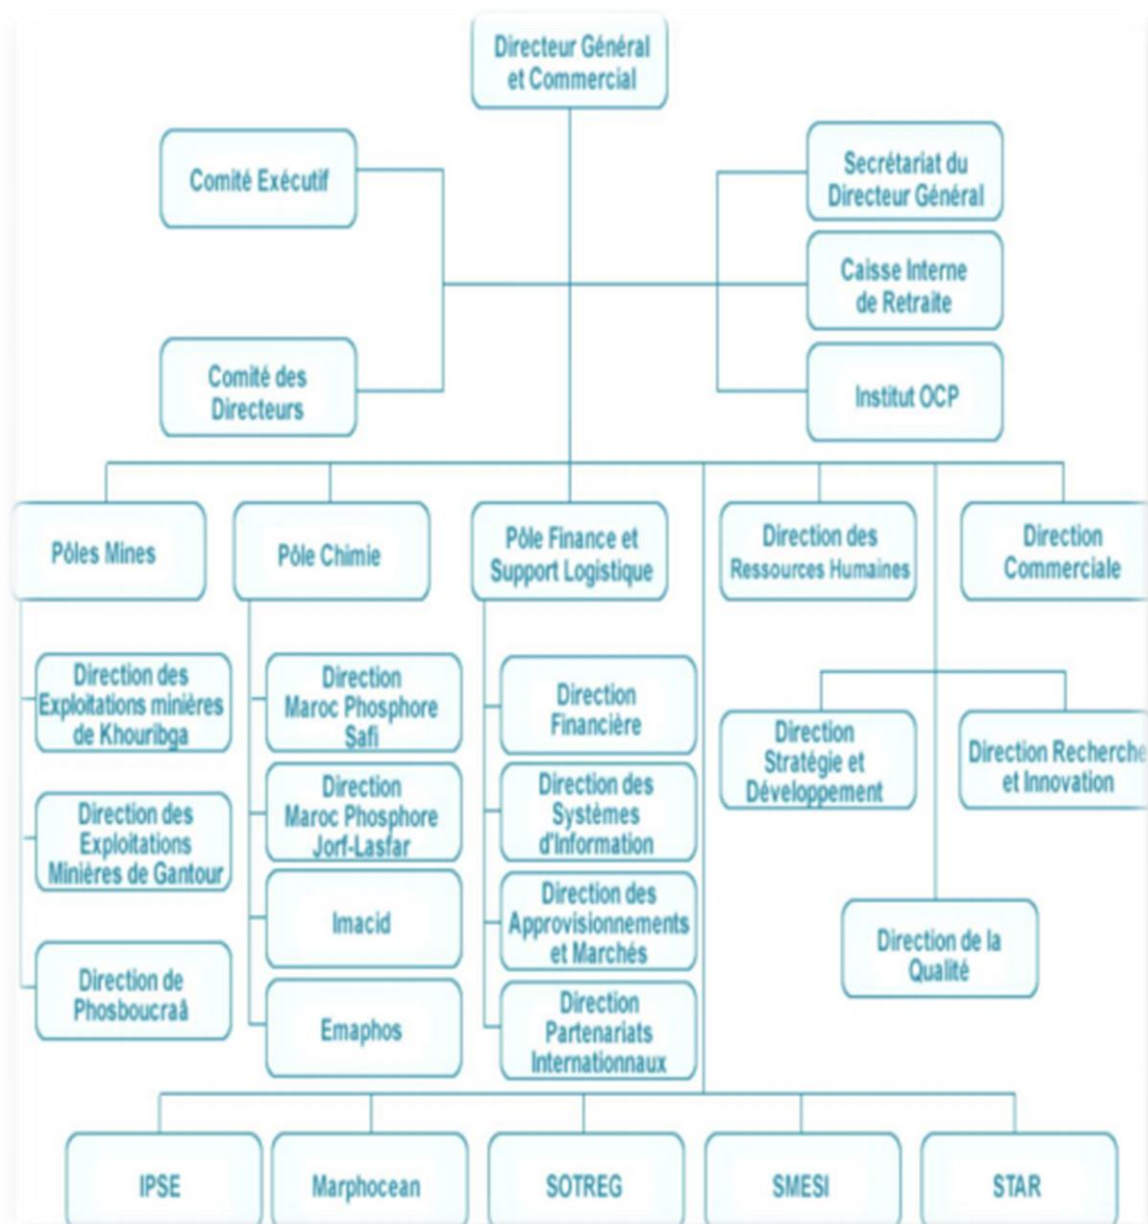 Directeur Général
et Commercial
Comité Exécutif
Secrétariat du
Directeur Général
Caisse Interne
de Retraite
Comité des
Directeurs
Institut OCP
Pôles Mines
Pôle Chimie
Pôle Finance et
Support Logistique
Direction des
Ressources Humaines
Direction
Commerciale
Direction des
Exploitations minières
de Khouribga
Direction des
Exploitations
Minières de Gantour
Direction de
Phosboucraâ
Direction
Maroc Phosphore
Safi
Direction
Maroc Phosphore
Jorf-Lasfar
Imacid
Emaphos
Direction
Financière
Direction des
Systèmes
d'Information
Direction des
Approvisionnements
et Marchés
Direction
Partenariats
Internationnaux
Direction
Stratégie et
Développement
Direction Recherche
et Innovation
Direction de la
Qualité
IPSE
Marphocean
SOTREG
SMESI
STAR